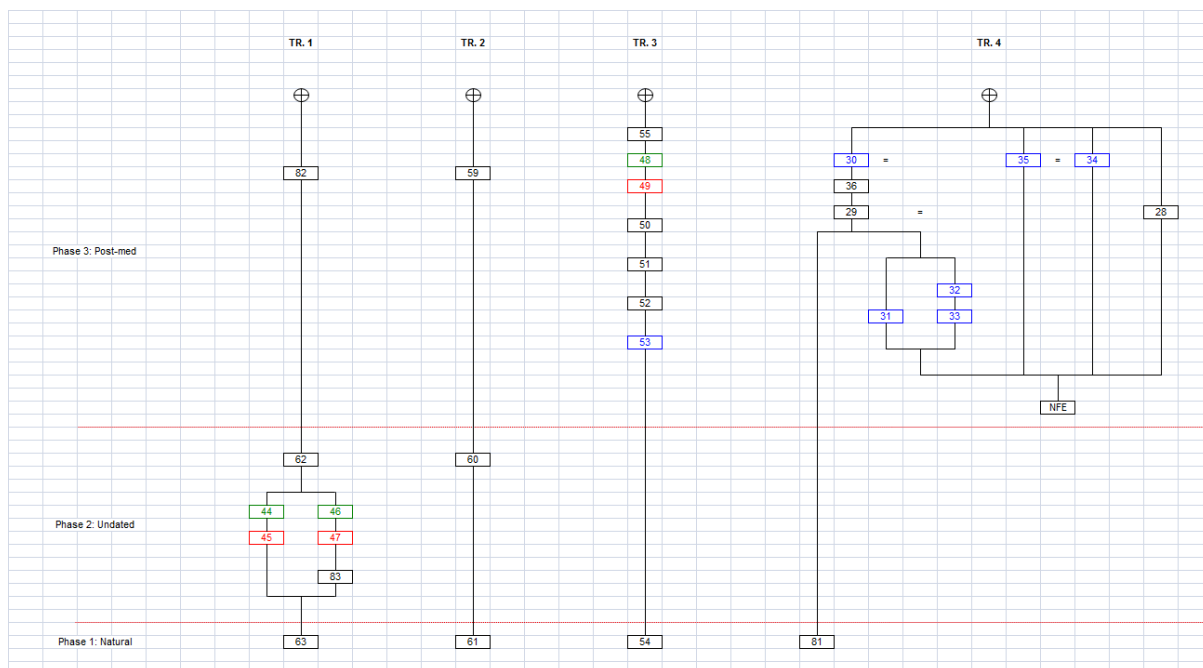 TR. 1 TR. 2 TR. 3 TR. 4
55
30 = 35 = 34
48
82 59
49 36
29 = 28
50
Phase 3: Post-med
51
32
52
31 33
53
NFE
62 60
44 46
Phase 2: Undated
45 47
83
Phase 1: Natural 63 61 54 81